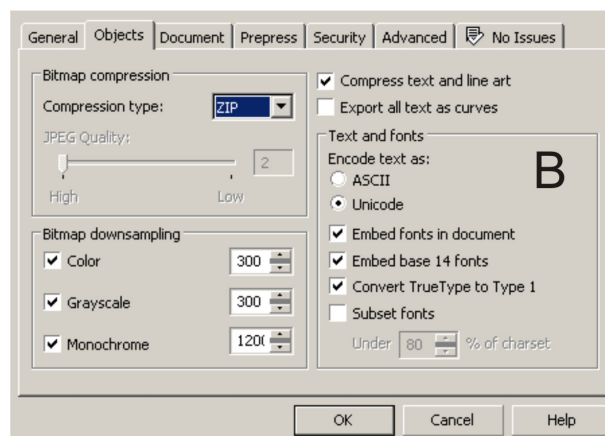 General Objects Document Prepress Security Advanced No Issues
Bitmap compression
Compression type: ZIP
JPEG Quality:
2
High Low
Bitmap downsampling
Color 300
Grayscale 300
Monochrome 120(
Compress text and line art
Export all text as curves
Text and fonts
Encode text as:
B
ASCII
Unicode
Embed fonts in document
Embed base 14 fonts
Convert TrueType to Type 1
Subset fonts
Under 80 % of charset
OK Cancel Help